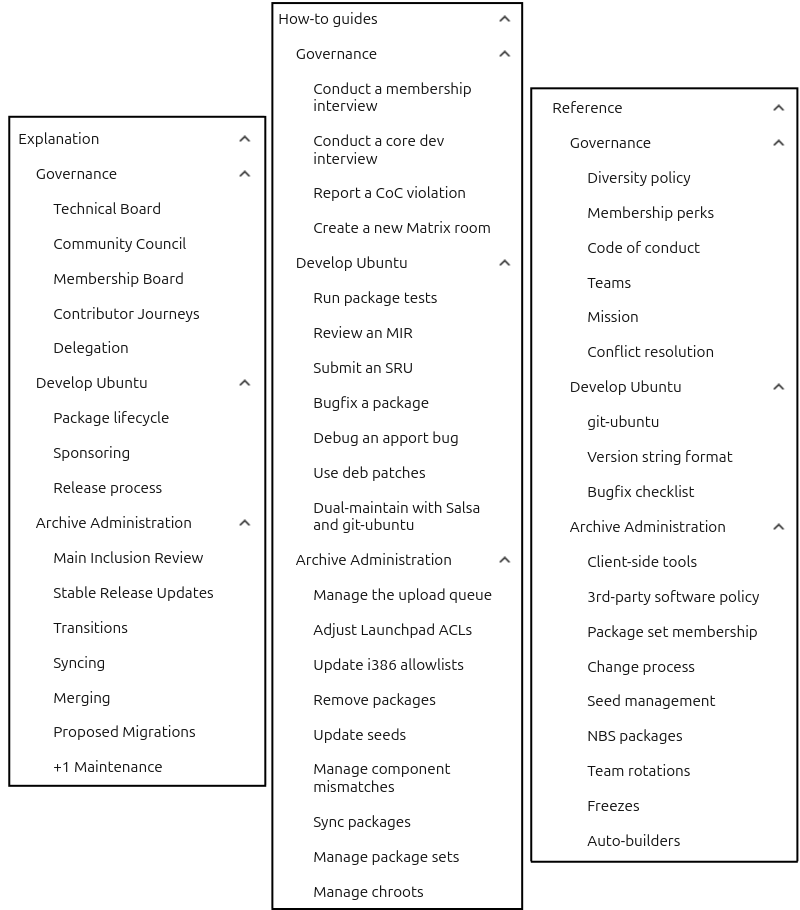 Explanation
Governance
Technical Board
Community Council
Membership Board
Contributor Journeys
Delegation
Develop Ubuntu
Package lifecycle
Sponsoring
Release process
Archive Administration
Main Inclusion Review
Stable Release Updates
Transitions
Syncing
Merging
Proposed Migrations
+1 Maintenance
How-to guides
Governance
Conduct a membership
interview
Conduct a core dev
interview
Report a CoC violation
Create a new Matrix room
Develop Ubuntu
Run package tests
Review an MIR
Submit an SRU
Bugfix a package
Debug an apport bug
Use deb patches
Dual-maintain with Salsa
and git-ubuntu
Archive Administration
Manage the upload queue
Adjust Launchpad ACLs
Update i386 allowlists
Remove packages
Update seeds
Manage component
mismatches
Sync packages
Manage package sets
Manage chroots
Reference
Governance
Diversity policy
Membership perks
Code of conduct
Teams
Mission
Conflict resolution
Develop Ubuntu
git-ubuntu
Version string format
Bugfix checklist
Archive Administration
Client-side tools
3rd-party software policy
Package set membership
Change process
Seed management
NBS packages
Team rotations
Freezes
Auto-builders